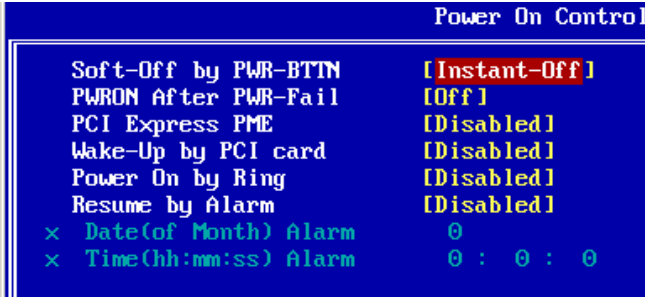 Power On Control
Soft-Off by PWR-BTTN [Instant-Off]
PWRON After PWR-Fail [Off]
PCI Express PME [Disabled]
Wake-Up by PCI card [Disabled]
Power On by Ring [Disabled]
Resume by Alarm [Disabled]
x Date(of Month) Alarm 0
x Time(hh:mm:ss) Alarm 0 : 0 : 0